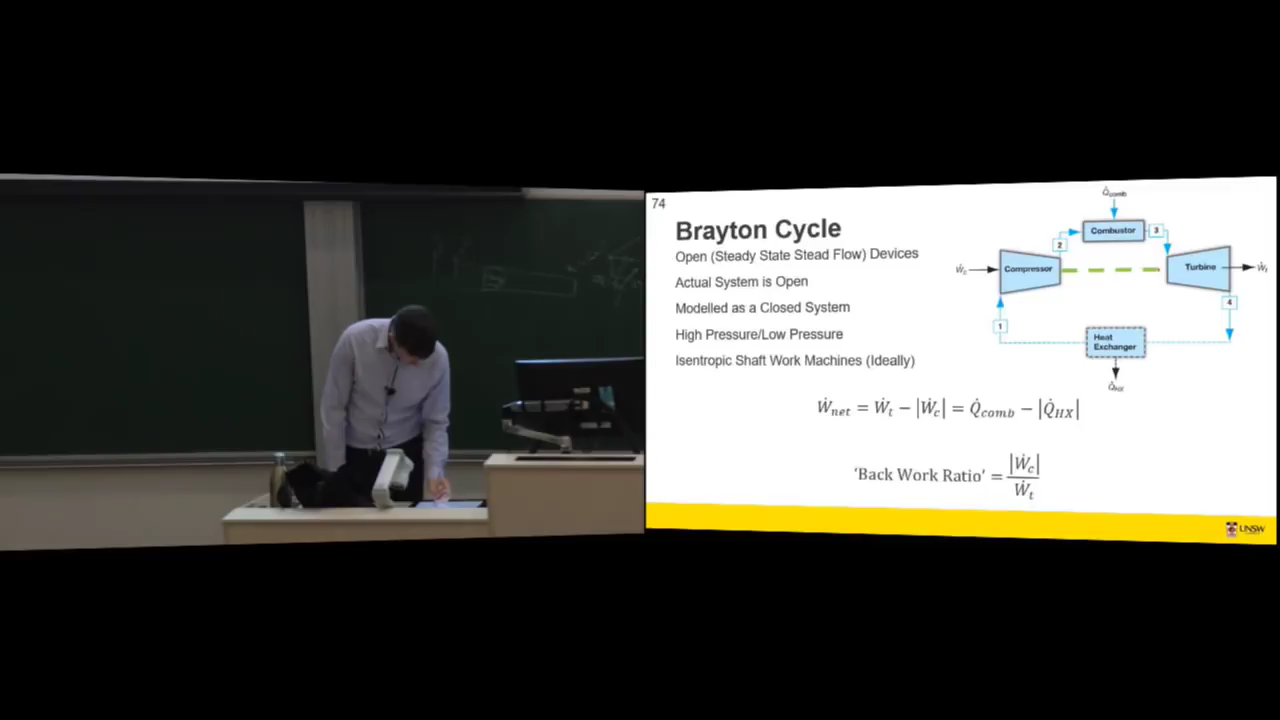 74
Brayton Cycle
Open (Steady State Stead Flow) Devices
Actual System is Open
Modelled as a Closed System
High Pressure/Low Pressure
Isentropic Shaft Work Machines (Ideally)
Q̇comb
Combustor
2
3
Ẇc
Compressor
Turbine
Ẇt
1
4
Heat
Exchanger
Q̇HX
Ẇnet = Ẇt − |Ẇc| = Q̇comb − |Q̇HX|
'Back Work Ratio' = |Ẇc| / Ẇt
UNSW